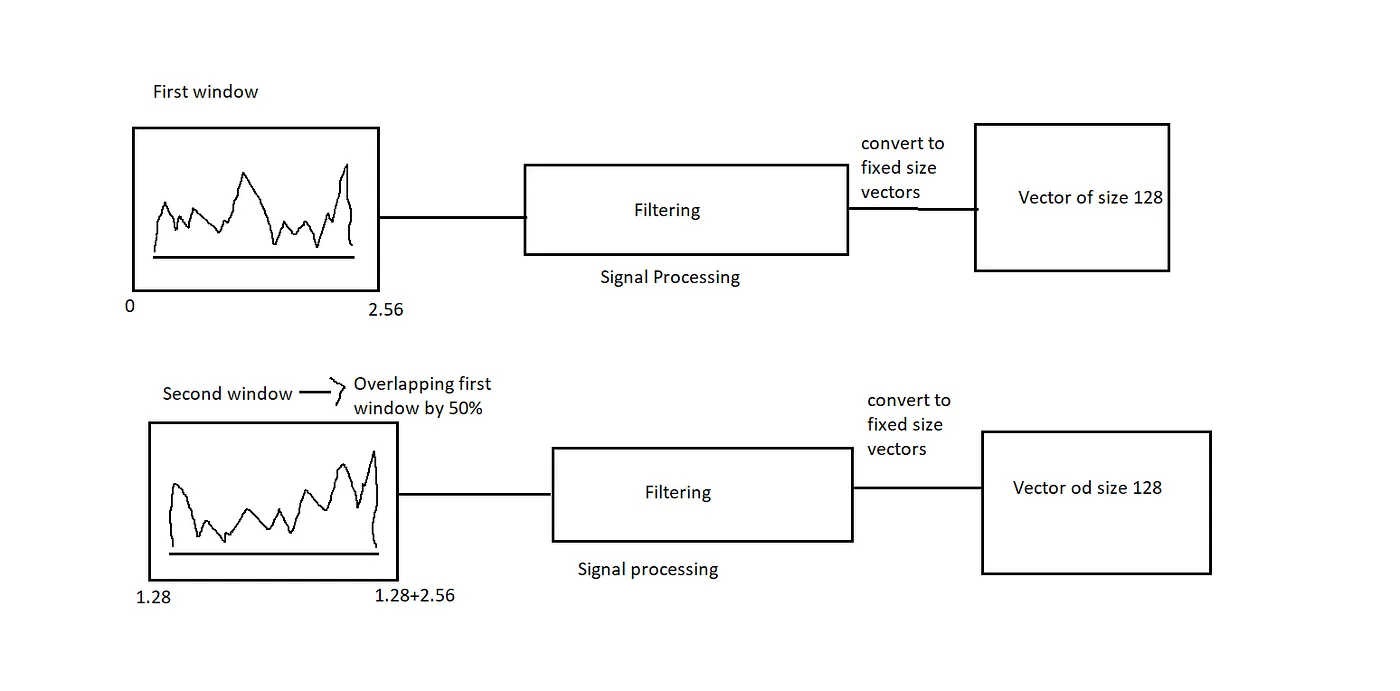 First window
convert to
fixed size
vectors
Filtering
Vector of size 128
Signal Processing
0
2.56
Second window
Overlapping first
window by 50%
convert to
fixed size
vectors
Filtering
Vector od size 128
Signal processing
1.28
1.28+2.56